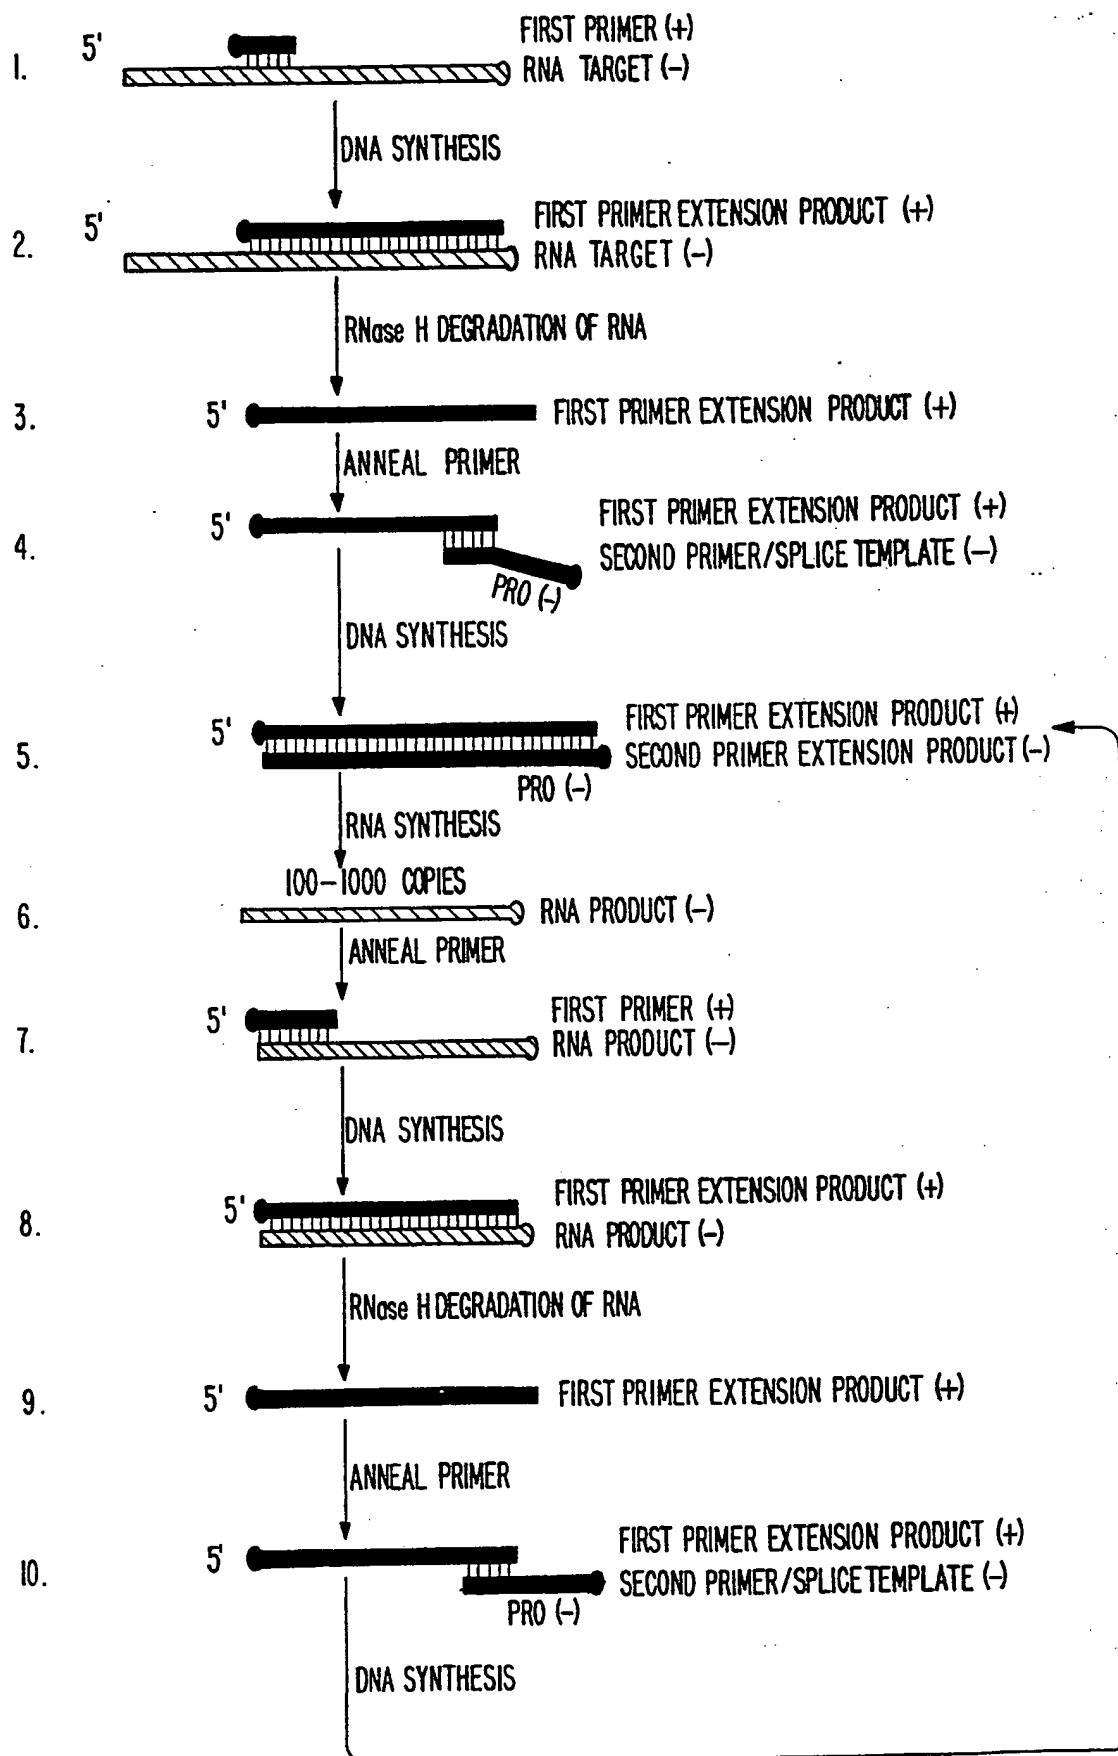 5' FIRST PRIMER (+)
1. RNA TARGET (-)
DNA SYNTHESIS
5' FIRST PRIMER EXTENSION PRODUCT (+)
2. RNA TARGET (-)
RNase H DEGRADATION OF RNA
3. 5' FIRST PRIMER EXTENSION PRODUCT (+)
ANNEAL PRIMER
5' FIRST PRIMER EXTENSION PRODUCT (+)
4. SECOND PRIMER/SPLICE TEMPLATE (-)
PRO (-)
DNA SYNTHESIS
5' FIRST PRIMER EXTENSION PRODUCT (+)
5. SECOND PRIMER EXTENSION PRODUCT (-)
PRO (-)
RNA SYNTHESIS
100-1000 COPIES
6. RNA PRODUCT (-)
ANNEAL PRIMER
5' FIRST PRIMER (+)
7. RNA PRODUCT (-)
DNA SYNTHESIS
5' FIRST PRIMER EXTENSION PRODUCT (+)
8. RNA PRODUCT (-)
RNase H DEGRADATION OF RNA
9. 5' FIRST PRIMER EXTENSION PRODUCT (+)
ANNEAL PRIMER
5' FIRST PRIMER EXTENSION PRODUCT (+)
10. SECOND PRIMER/SPLICE TEMPLATE (-)
PRO (-)
DNA SYNTHESIS